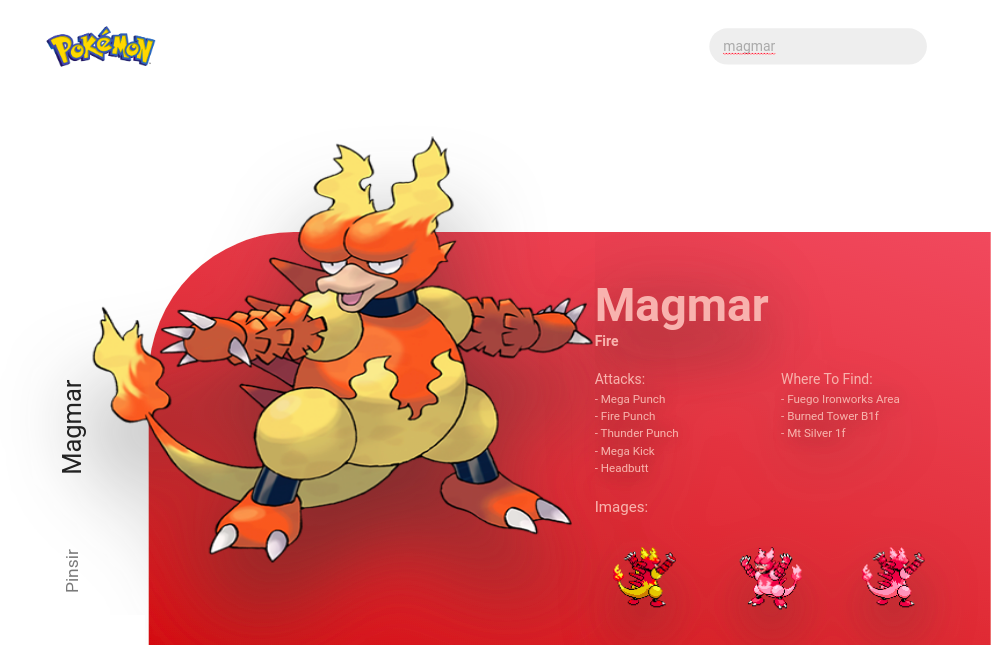 POKéMON
magmar
Magmar
Fire
Attacks:
- Mega Punch
- Fire Punch
- Thunder Punch
- Mega Kick
- Headbutt
Where To Find:
- Fuego Ironworks Area
- Burned Tower B1f
- Mt Silver 1f
Images:
Magmar
Pinsir